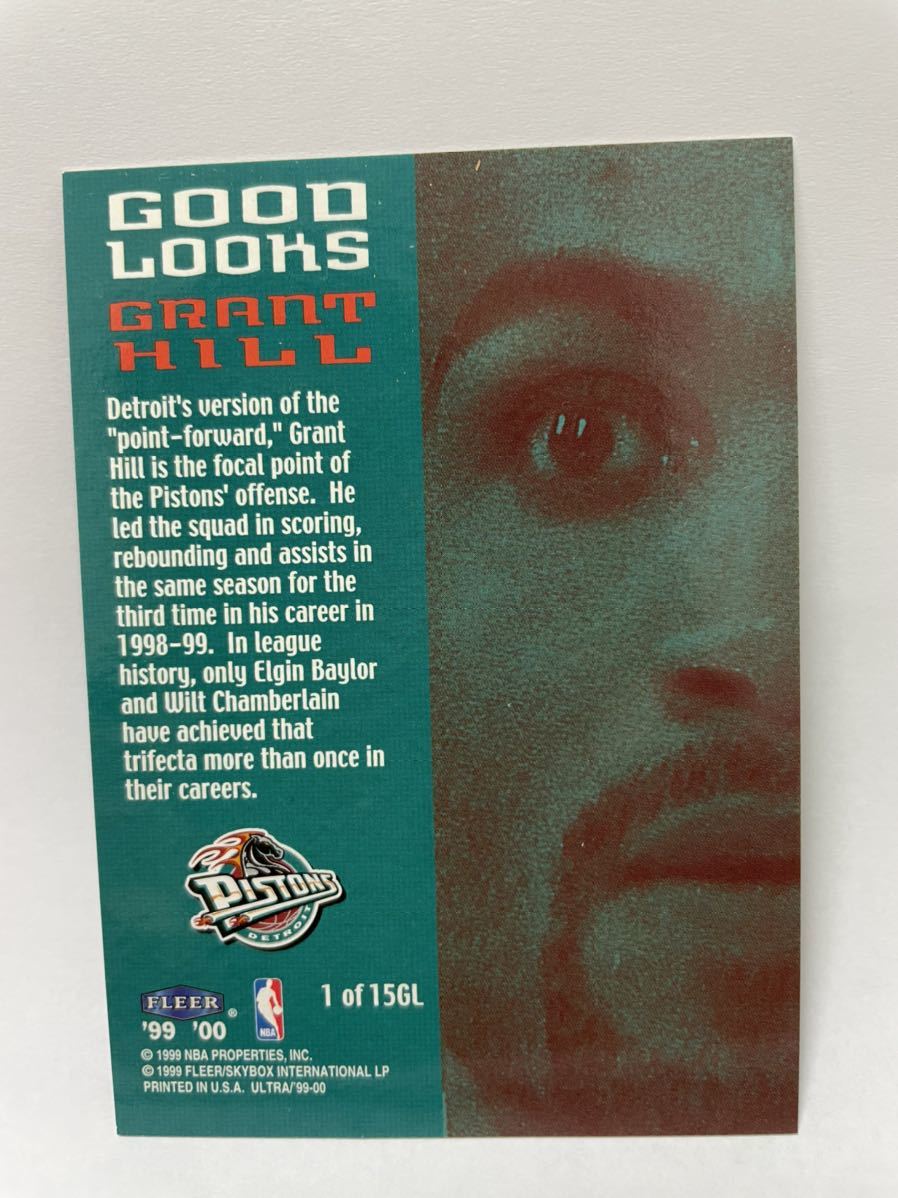 GOOD
LOOKS
GRANT
HILL
Detroit's version of the
"point-forward," Grant
Hill is the focal point of
the Pistons' offense. He
led the squad in scoring,
rebounding and assists in
the same season for the
third time in his career in
1998-99. In league
history, only Elgin Baylor
and Wilt Chamberlain
have achieved that
trifecta more than once in
their careers.
PISTONS
DETROIT
FLEER ®
'99 '00
NBA
1 of 15GL
© 1999 NBA PROPERTIES, INC.
© 1999 FLEER/SKYBOX INTERNATIONAL LP
PRINTED IN U.S.A. ULTRA/'99-00